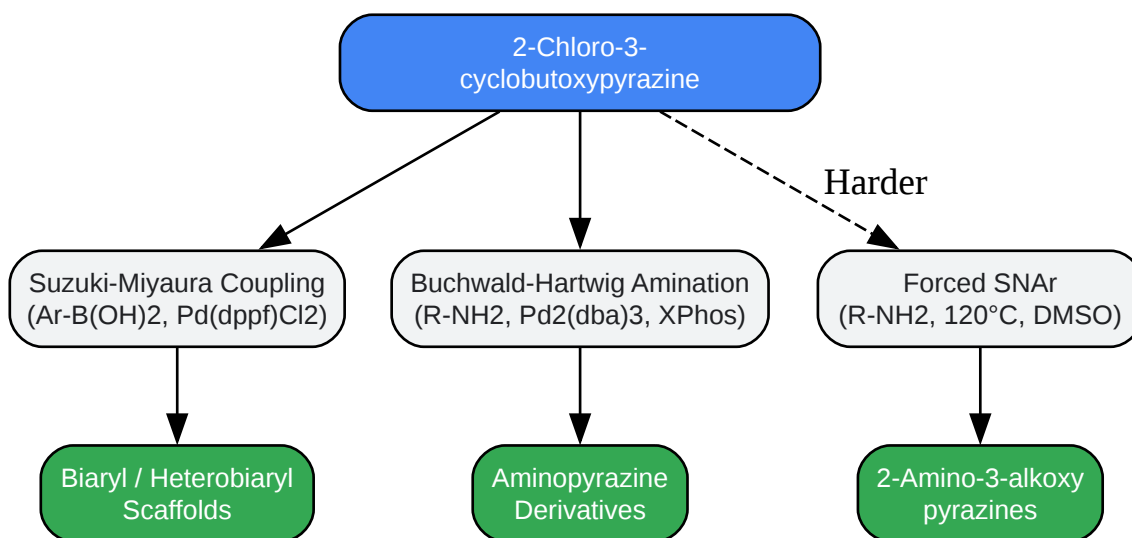 2-Chloro-3-
cyclobutoxypyrazine
Harder
Suzuki-Miyaura Coupling
(Ar-B(OH)2, Pd(dppf)Cl2)
Buchwald-Hartwig Amination
(R-NH2, Pd2(dba)3, XPhos)
Forced SNAr
(R-NH2, 120°C, DMSO)
Biaryl / Heterobiaryl
Scaffolds
Aminopyrazine
Derivatives
2-Amino-3-alkoxy
pyrazines